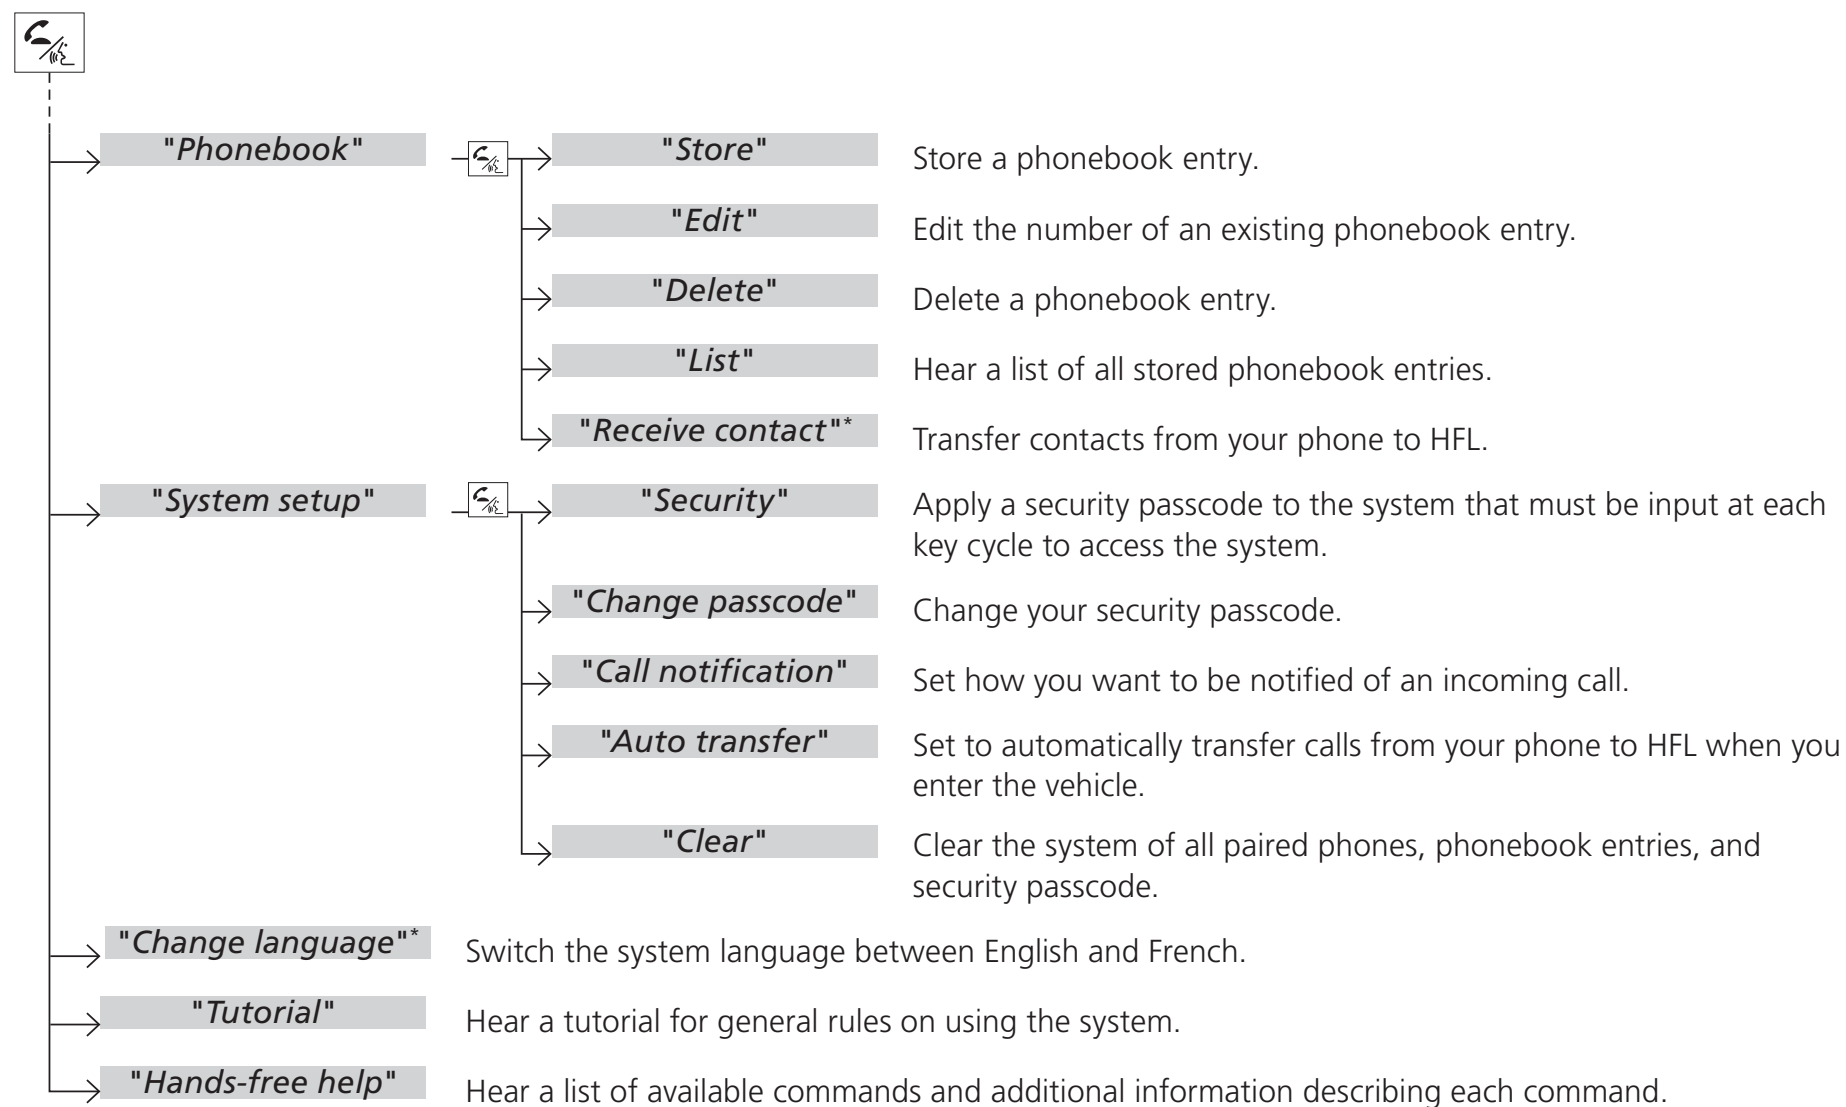 "Phonebook"
"Store"
Store a phonebook entry.
"Edit"
Edit the number of an existing phonebook entry.
"Delete"
Delete a phonebook entry.
"List"
Hear a list of all stored phonebook entries.
"Receive contact"*
Transfer contacts from your phone to HFL.
"System setup"
"Security"
Apply a security passcode to the system that must be input at each
key cycle to access the system.
"Change passcode"
Change your security passcode.
"Call notification"
Set how you want to be notified of an incoming call.
"Auto transfer"
Set to automatically transfer calls from your phone to HFL when you
enter the vehicle.
"Clear"
Clear the system of all paired phones, phonebook entries, and
security passcode.
"Change language"*
Switch the system language between English and French.
"Tutorial"
Hear a tutorial for general rules on using the system.
"Hands-free help"
Hear a list of available commands and additional information describing each command.